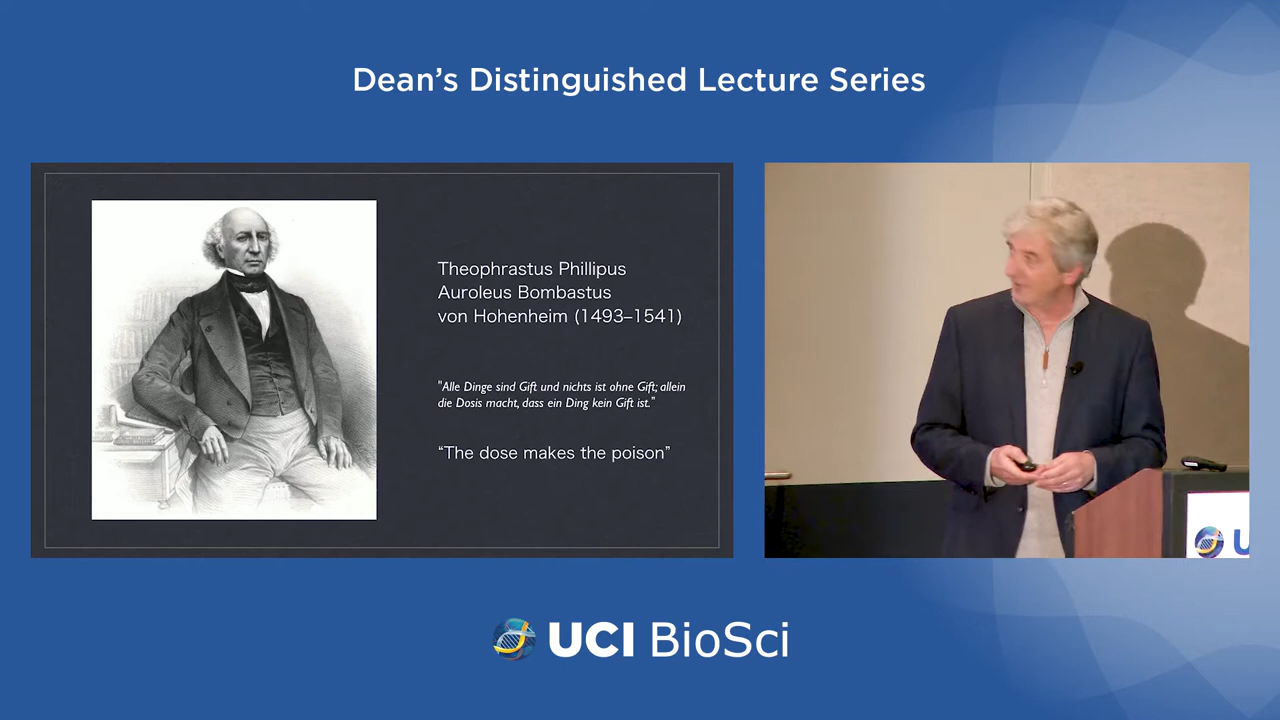 Dean’s Distinguished Lecture Series
Theophrastus Phillipus
Auroleus Bombastus
von Hohenheim (1493–1541)
"Alle Dinge sind Gift und nichts ist ohne Gift; allein
die Dosis macht, dass ein Ding kein Gift ist."
“The dose makes the poison”
U
UCI BioSci